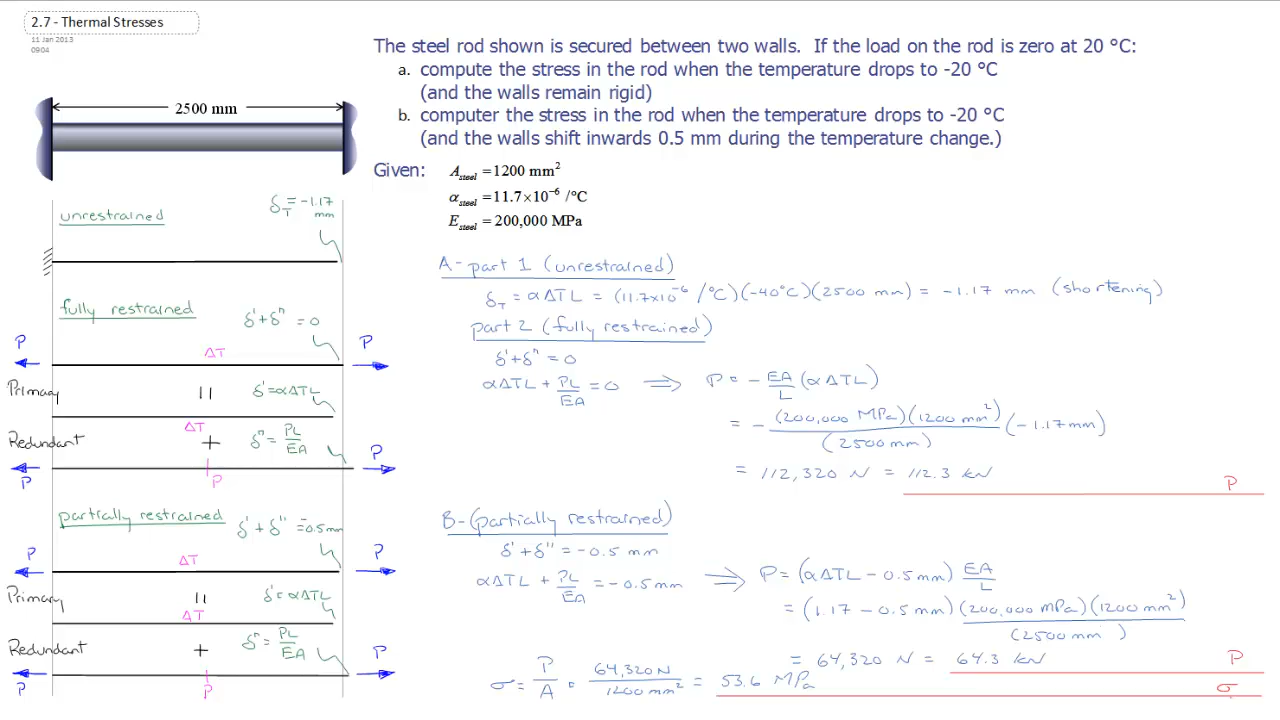 2.7 - Thermal Stresses
11 Jan 2013
09:04
The steel rod shown is secured between two walls. If the load on the rod is zero at 20 °C:
a. compute the stress in the rod when the temperature drops to -20 °C
(and the walls remain rigid)
b. computer the stress in the rod when the temperature drops to -20 °C
(and the walls shift inwards 0.5 mm during the temperature change.)
Given: A_steel = 1200 mm²
α_steel = 11.7×10⁻⁶ /°C
E_steel = 200,000 MPa
2500 mm
unrestrained
δ_T = -1.17 mm
fully restrained
δ' + δ'' = 0
P ΔT P
Primary || δ' = αΔTL
ΔT
Redundant + δ'' = PL/EA
P P P
partially restrained
δ' + δ'' = -0.5 mm
P ΔT P
Primary || δ' = αΔTL
ΔT
Redundant + δ'' = PL/EA
P P P
A - part 1 (unrestrained)
δ_T = αΔTL = (11.7×10⁻⁶ /°C)(-40°C)(2500 mm) = -1.17 mm (shortening)
part 2 (fully restrained)
δ' + δ'' = 0
αΔTL + PL/EA = 0 ⟹ P = - EA/L (αΔTL)
= - (200,000 MPa)(1200 mm²)/(2500 mm) (-1.17 mm)
= 112,320 N = 112.3 kN P
B - (partially restrained)
δ' + δ'' = -0.5 mm
αΔTL + PL/EA = -0.5 mm ⟹ P = (αΔTL - 0.5 mm) EA/L
= (1.17 - 0.5 mm) (200,000 MPa)(1200 mm²)/(2500 mm)
= 64,320 N = 64.3 kN P
σ = P/A = 64,320 N/1200 mm² = 53.6 MPa σ